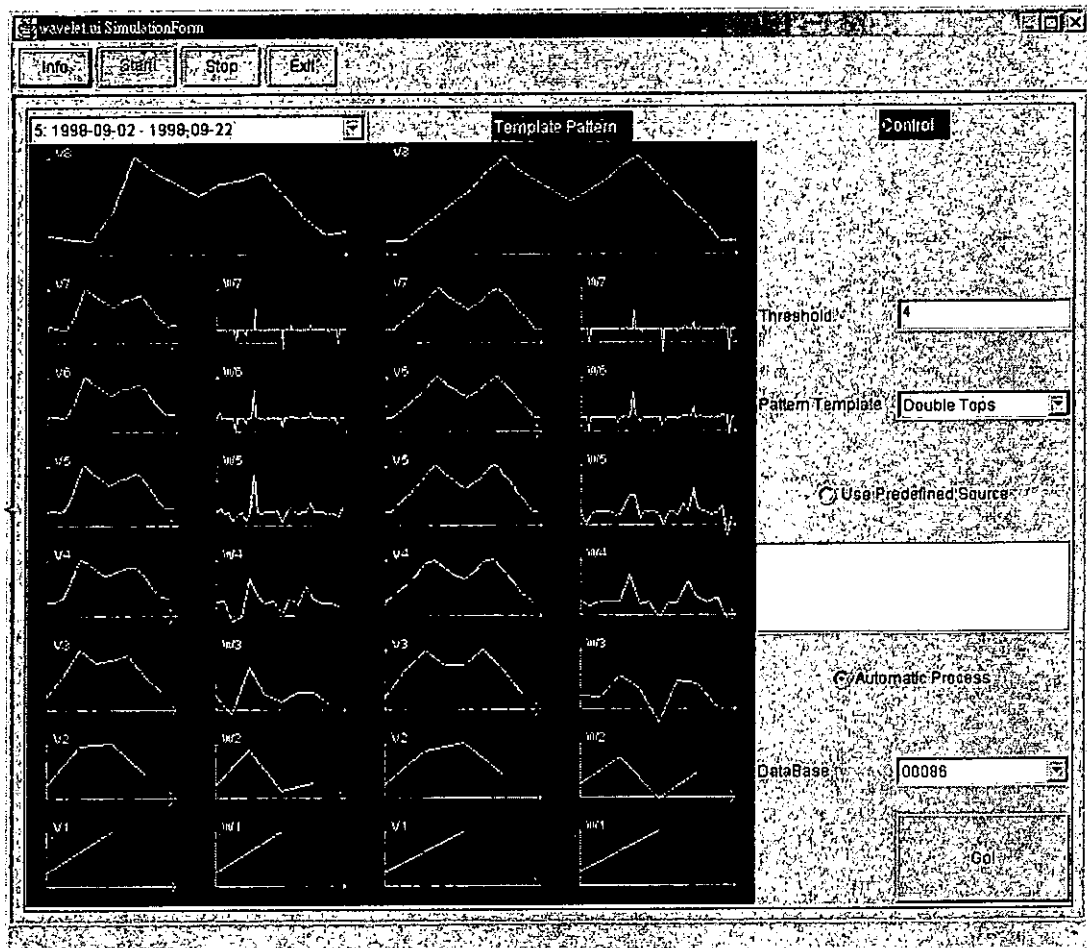 wavelet.ui SimulationForm
Info Start Stop Exit
5: 1998-09-02 - 1998-09-22 Template Pattern Control
V8 V8
V7 W7 V7 W7
Threshold 4
V6 W6 V6 W6
Pattern Template Double Tops
V5 W5 V5 W5
Use Predefined Source
V4 W4 V4 W4
V3 W3 V3 W3
Automatic Process
V2 W2 V2 W2
DataBase 00086
V1 W1 V1 W1
Go!